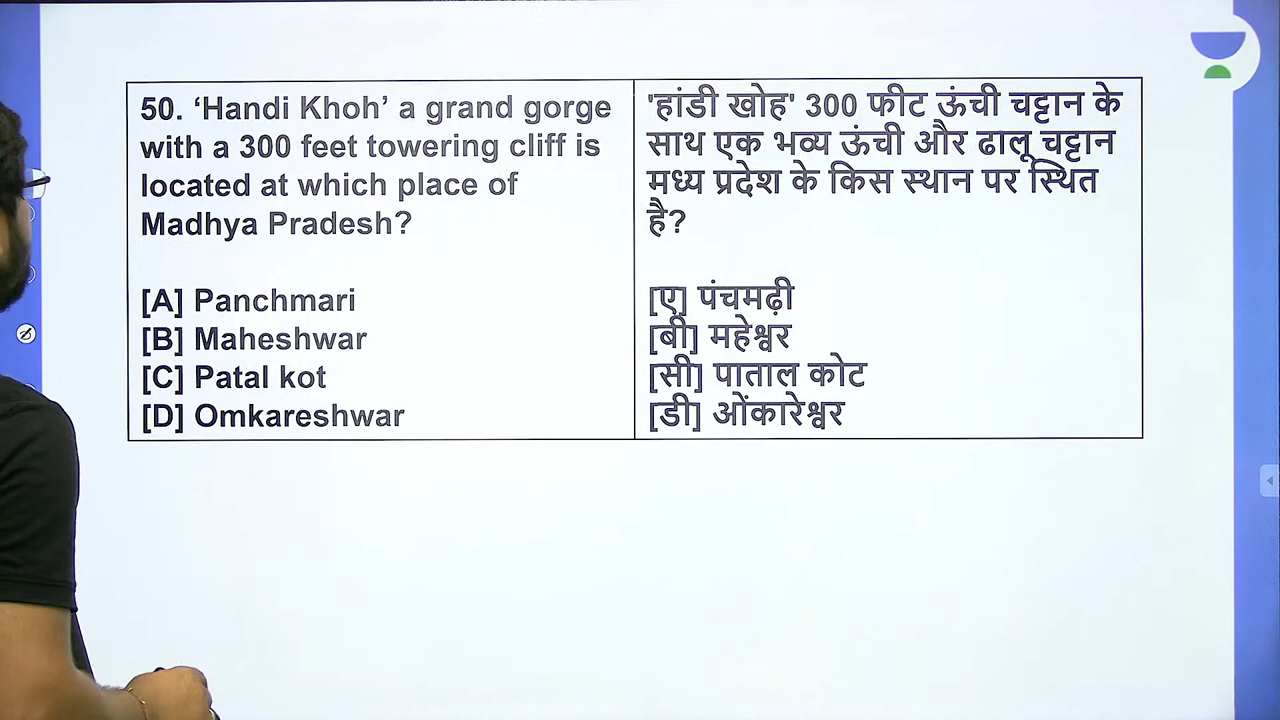 50. ‘Handi Khoh’ a grand gorge
with a 300 feet towering cliff is
located at which place of
Madhya Pradesh?
[A] Panchmari
[B] Maheshwar
[C] Patal kot
[D] Omkareshwar
'हांडी खोह' 300 फीट ऊंची चट्टान के
साथ एक भव्य ऊंची और ढालू चट्टान
मध्य प्रदेश के किस स्थान पर स्थित
है?
[ए] पंचमढ़ी
[बी] महेश्वर
[सी] पाताल कोट
[डी] ओंकारेश्वर